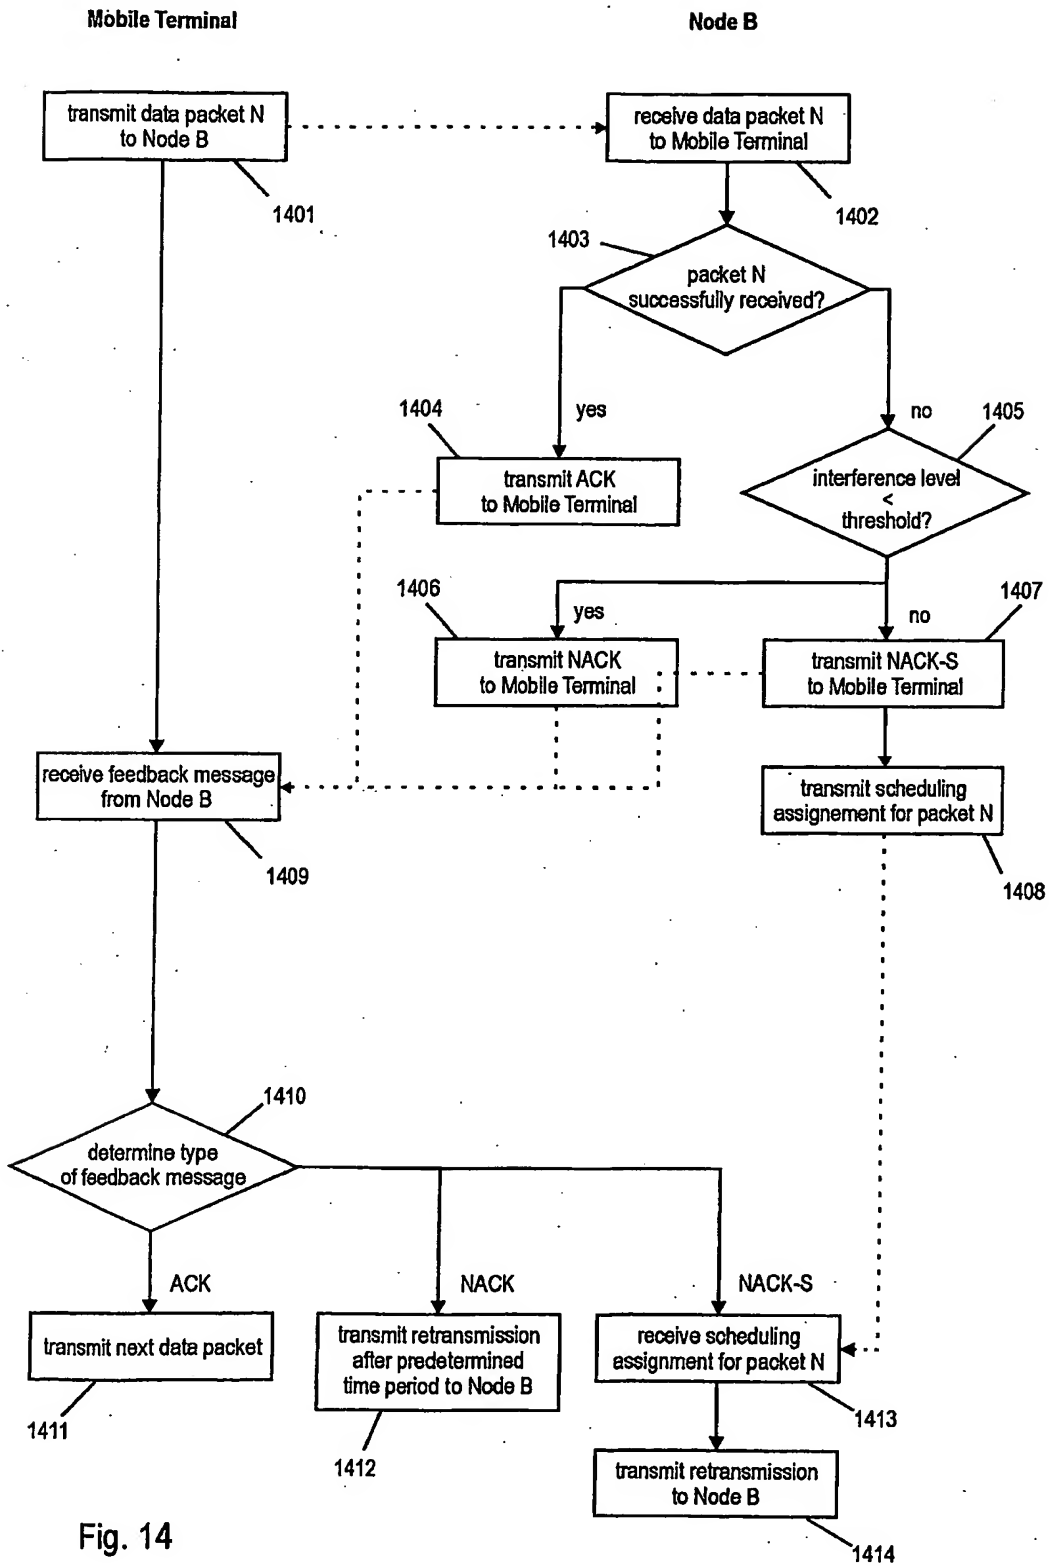 Mobile Terminal
Node B
transmit data packet N
to Node B
1401
receive data packet N
to Mobile Terminal
1402
1403
packet N
successfully received?
yes
no
1404
transmit ACK
to Mobile Terminal
1405
interference level
<
threshold?
1406
yes
no
1407
transmit NACK
to Mobile Terminal
transmit NACK-S
to Mobile Terminal
receive feedback message
from Node B
1409
transmit scheduling
assignement for packet N
1408
1410
determine type
of feedback message
ACK
NACK
NACK-S
transmit next data packet
1411
transmit retransmission
after predetermined
time period to Node B
1412
receive scheduling
assignment for packet N
1413
transmit retransmission
to Node B
1414
Fig. 14